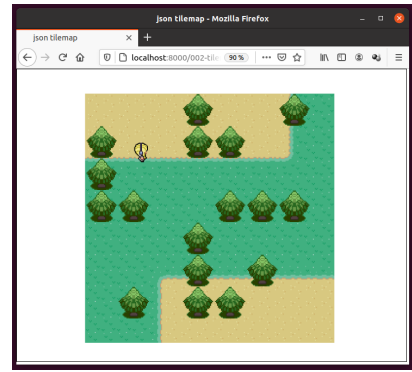 json tilemap - Mozilla Firefox
json tilemap
localhost:8000/002-tile 90%